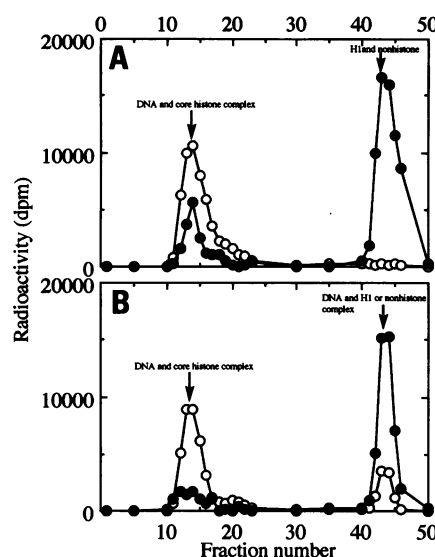 0 10 20 30 40 50
20000
A
H1and nonhistone
DNA and core histone complex
10000
0
Radioactivity (dpm)
20000
B
DNA and H1 or nonhistone
complex
DNA and core histone complex
10000
0
0 10 20 30 40 50
Fraction number